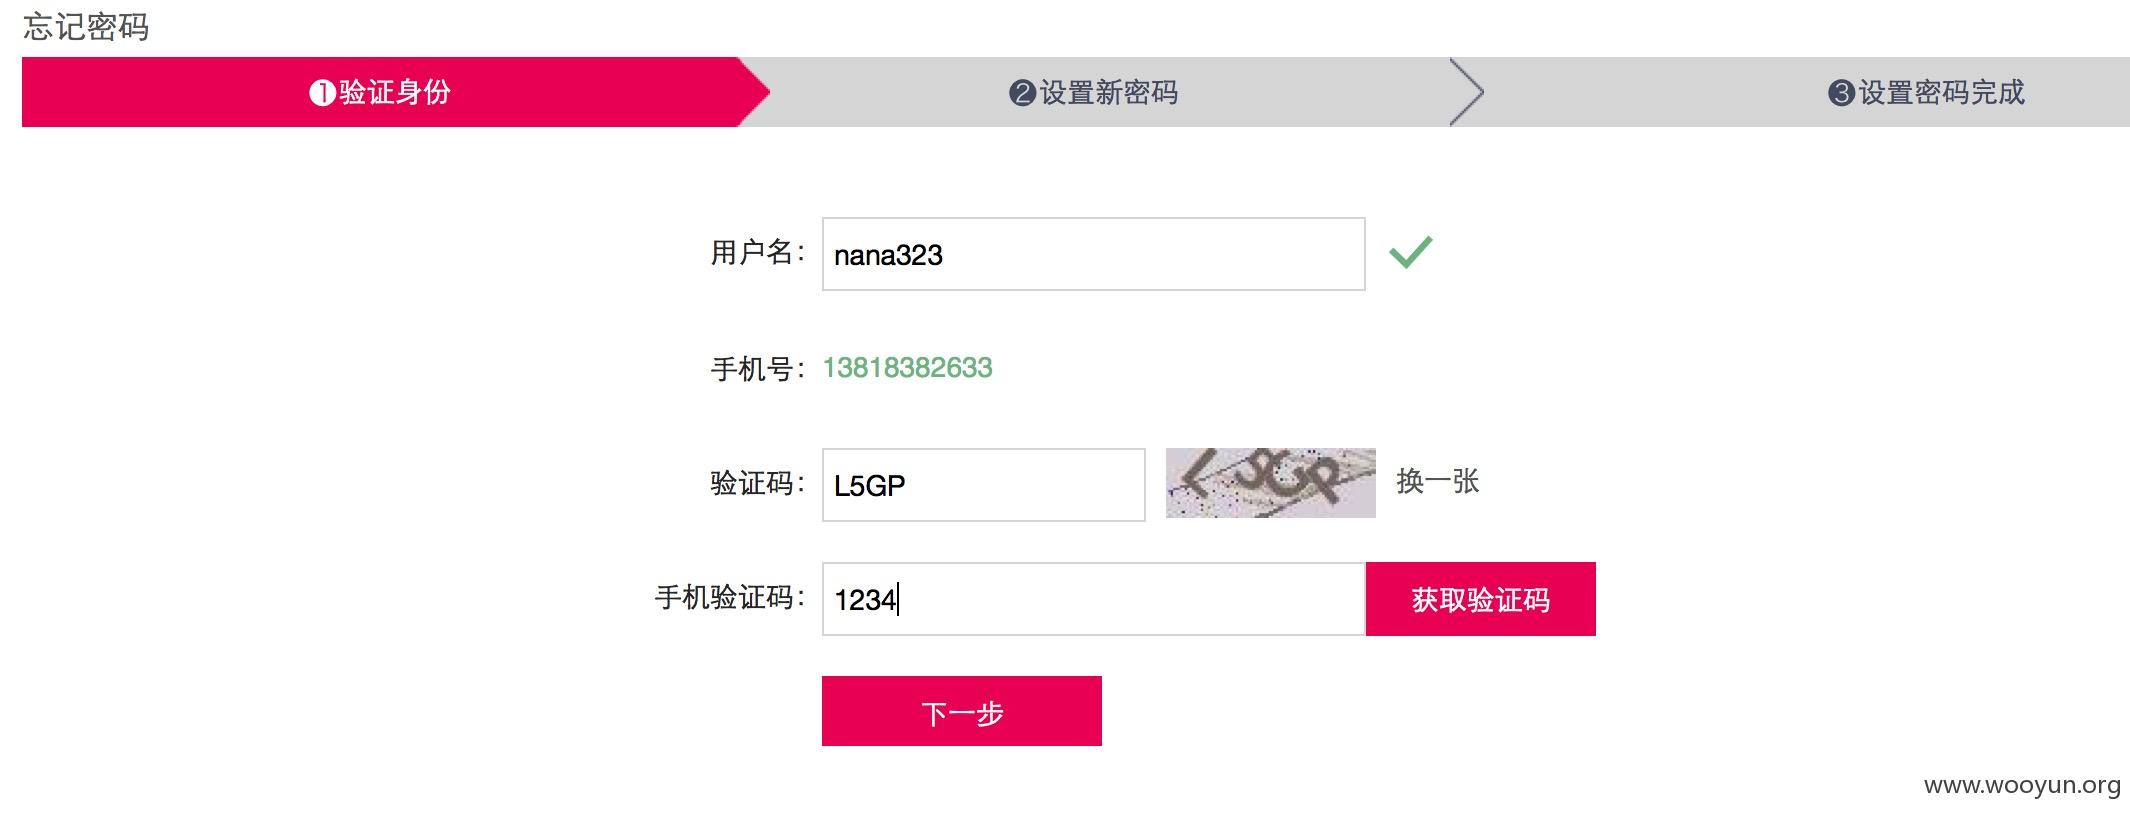 忘记密码
❶验证身份 ❷设置新密码 ❸设置密码完成
用户名： nana323
手机号： 13818382633
验证码： L5GP L5GP 换一张
手机验证码： 1234 获取验证码
下一步
www.wooyun.org